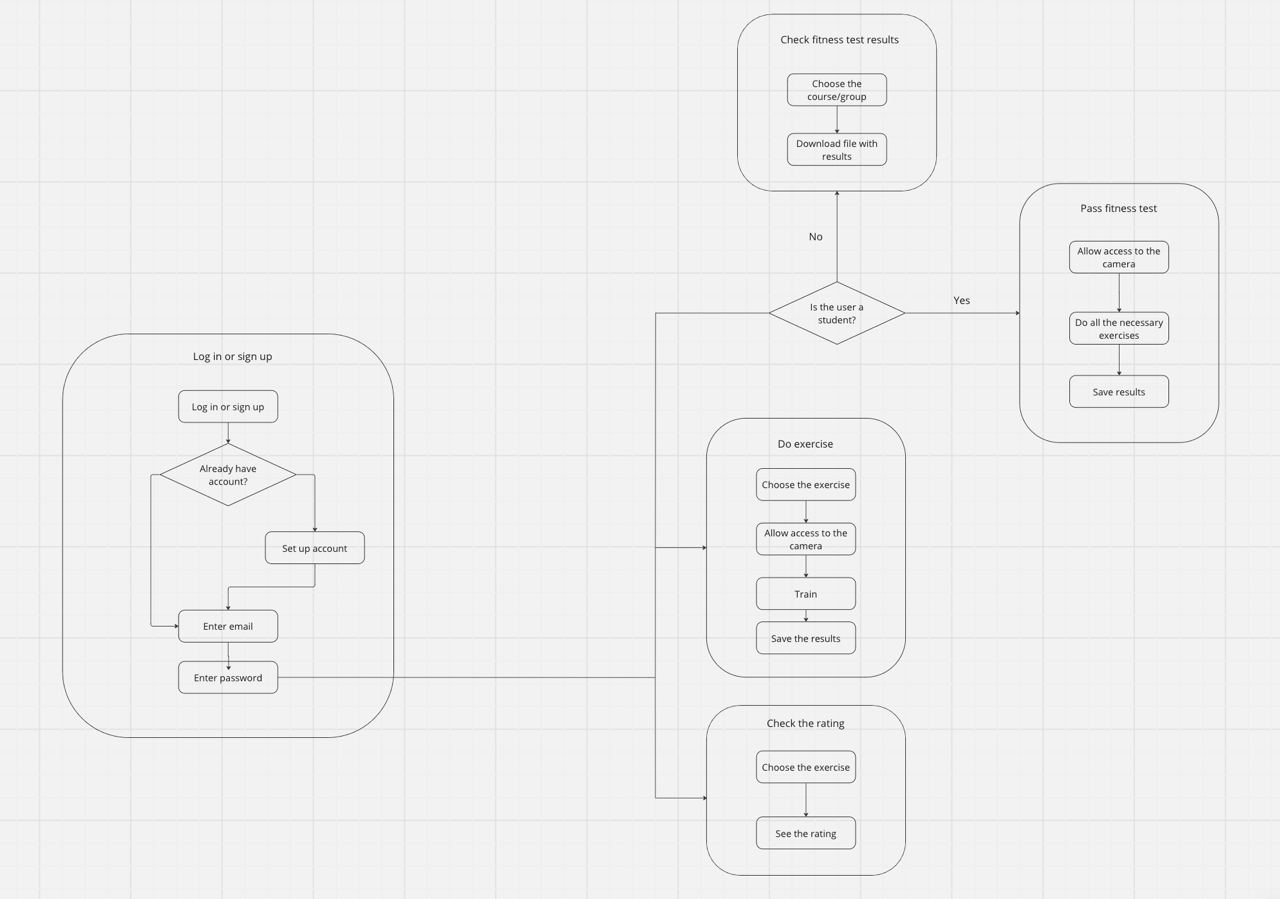 Check fitness test results
Choose the
course/group
Download file with
results
No
Is the user a
student?
Yes
Pass fitness test
Allow access to the
camera
Do all the necessary
exercises
Save results
Log in or sign up
Log in or sign up
Already have
account?
Set up account
Enter email
Enter password
Do exercise
Choose the exercise
Allow access to the
camera
Train
Save the results
Check the rating
Choose the exercise
See the rating